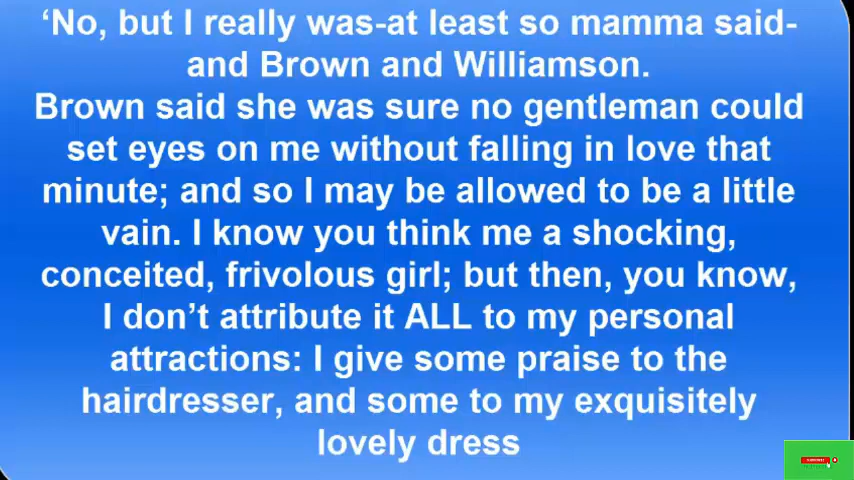 ‘No, but I really was-at least so mamma said-
and Brown and Williamson.
Brown said she was sure no gentleman could
set eyes on me without falling in love that
minute; and so I may be allowed to be a little
vain. I know you think me a shocking,
conceited, frivolous girl; but then, you know,
I don’t attribute it ALL to my personal
attractions: I give some praise to the
hairdresser, and some to my exquisitely
lovely dress